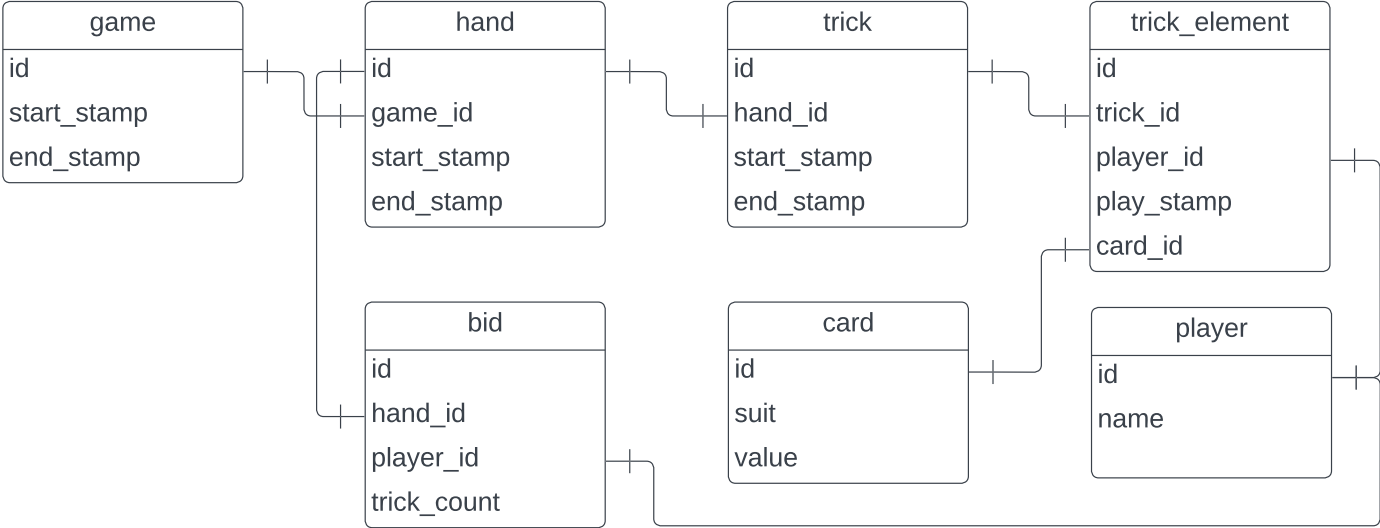 game
id
start_stamp
end_stamp
hand
id
game_id
start_stamp
end_stamp
trick
id
hand_id
start_stamp
end_stamp
trick_element
id
trick_id
player_id
play_stamp
card_id
bid
id
hand_id
player_id
trick_count
card
id
suit
value
player
id
name